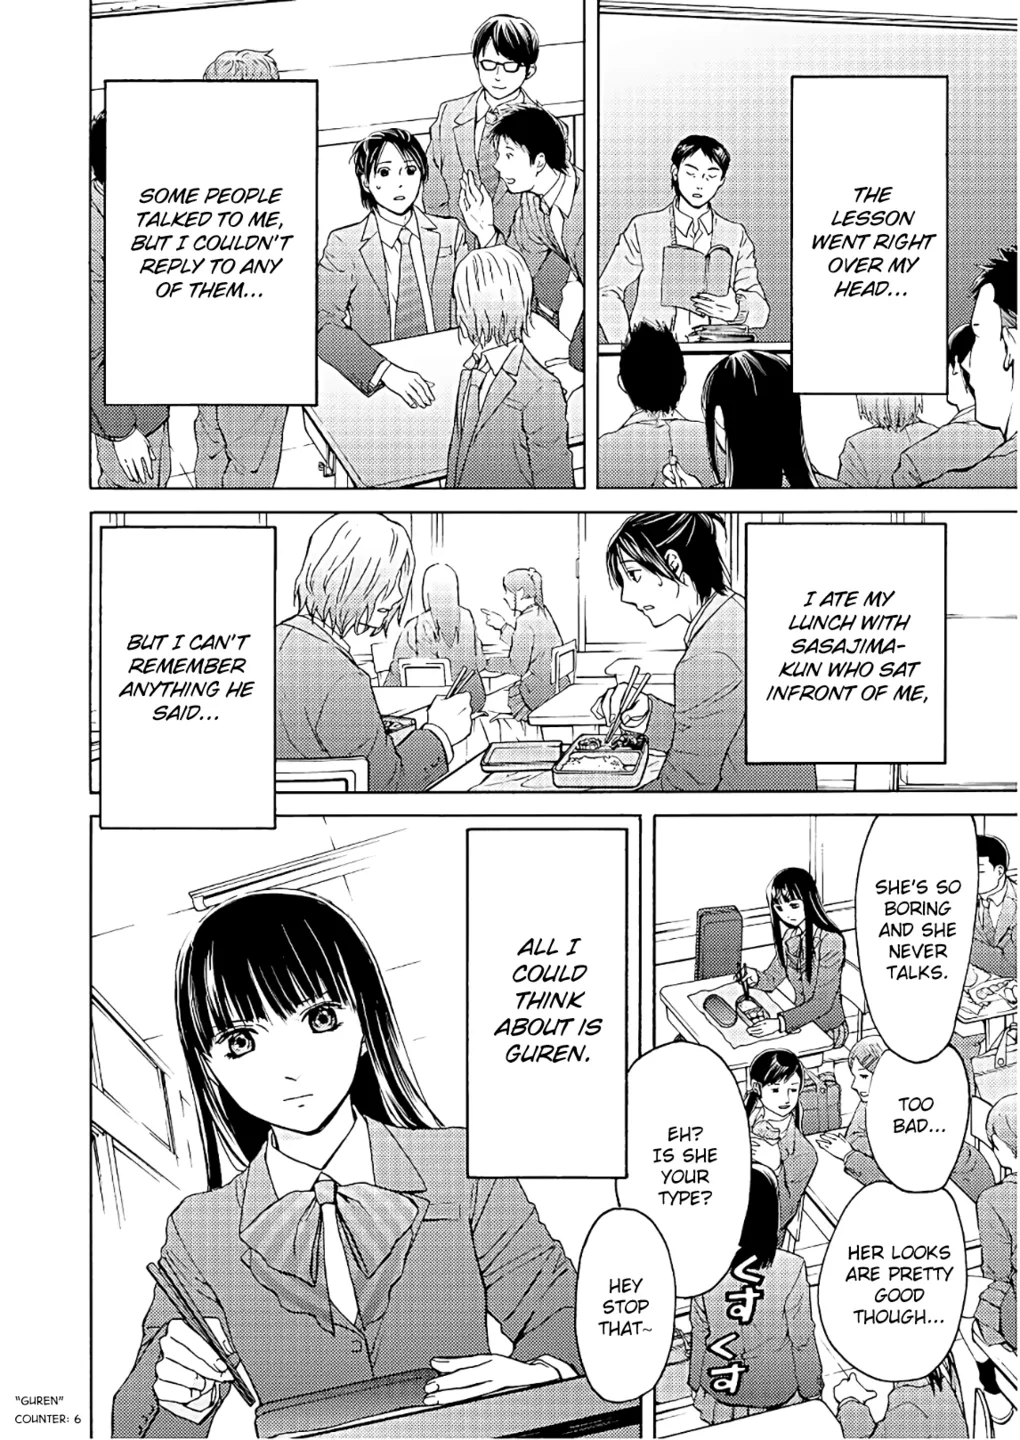 THE
LESSON
WENT RIGHT
OVER MY
HEAD...
SOME PEOPLE
TALKED TO ME,
BUT I COULDN'T
REPLY TO ANY
OF THEM...
I ATE MY
LUNCH WITH
SASAJIMA-
KUN WHO SAT
INFRONT OF ME,
BUT I CAN'T
REMEMBER
ANYTHING HE
SAID...
SHE'S SO
BORING
AND SHE
NEVER
TALKS.
TOO
BAD...
HER LOOKS
ARE PRETTY
GOOD
THOUGH...
EH?
IS SHE
YOUR
TYPE?
HEY
STOP
THAT~
くすくす
ALL I
COULD
THINK
ABOUT IS
GUREN.
"GUREN"
COUNTER: 6